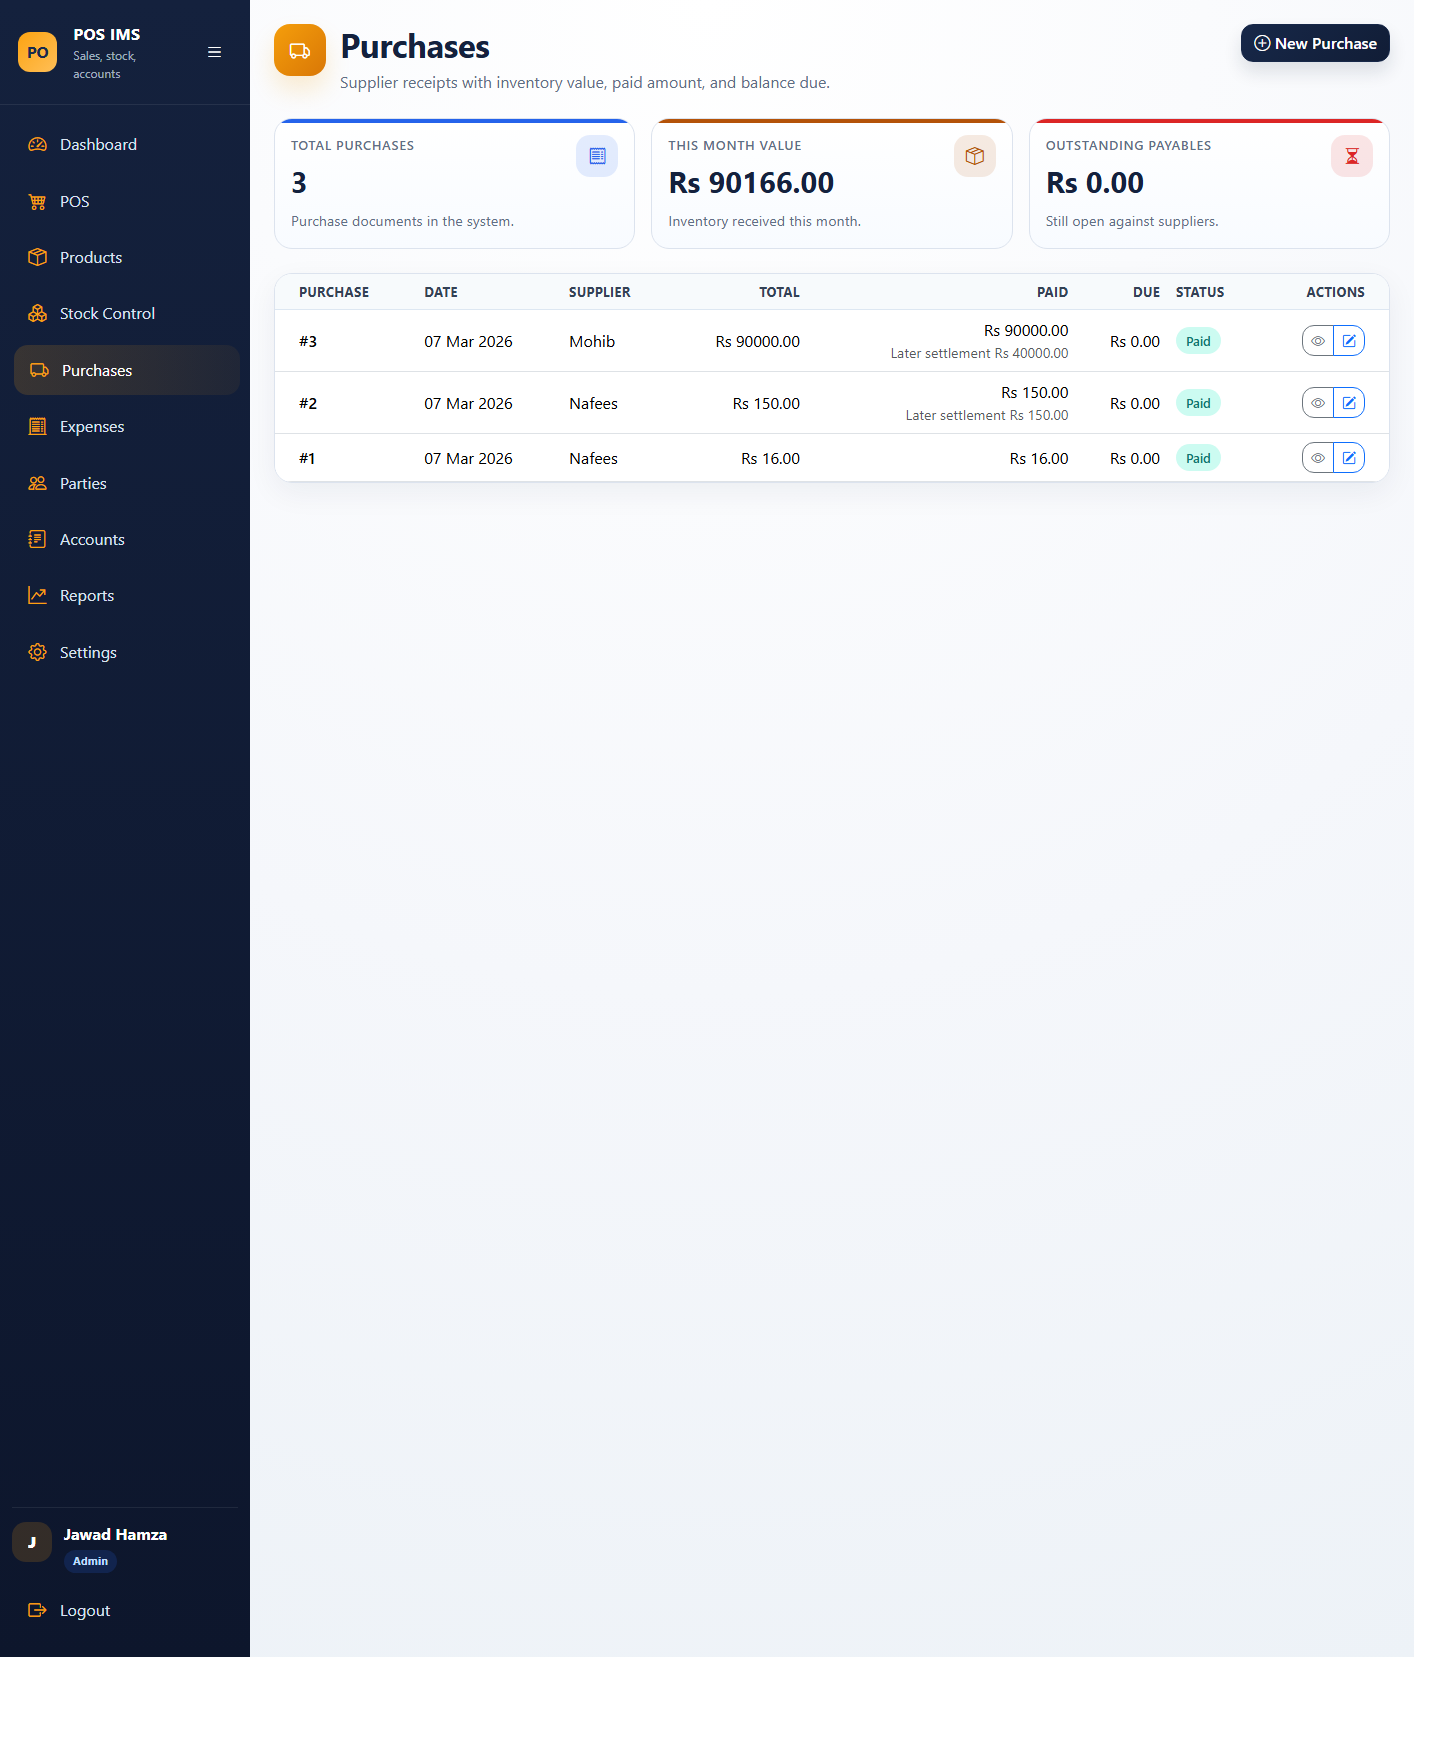 PO
POS IMS
Sales, stock,
accounts
Dashboard
POS
Products
Stock Control
Purchases
Expenses
Parties
Accounts
Reports
Settings
J
Jawad Hamza
Admin
Logout
Purchases
Supplier receipts with inventory value, paid amount, and balance due.
New Purchase
TOTAL PURCHASES
3
Purchase documents in the system.
THIS MONTH VALUE
Rs 90166.00
Inventory received this month.
OUTSTANDING PAYABLES
Rs 0.00
Still open against suppliers.
PURCHASE DATE SUPPLIER TOTAL PAID DUE STATUS ACTIONS
#3 07 Mar 2026 Mohib Rs 90000.00 Rs 90000.00 Rs 0.00 Paid
Later settlement Rs 40000.00
#2 07 Mar 2026 Nafees Rs 150.00 Rs 150.00 Rs 0.00 Paid
Later settlement Rs 150.00
#1 07 Mar 2026 Nafees Rs 16.00 Rs 16.00 Rs 0.00 Paid